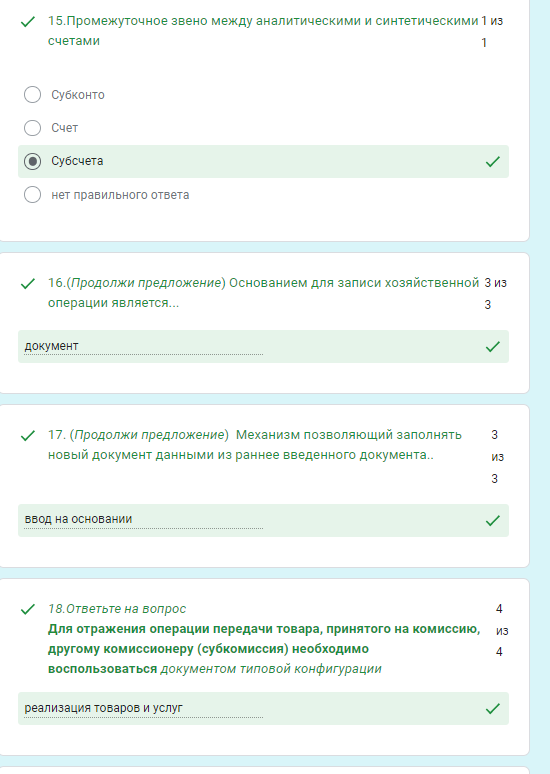 15.Промежуточное звено между аналитическими и синтетическими 1 из
счетами 1
Субконто
Счет
Субсчета
нет правильного ответа
16.(Продолжи предложение) Основанием для записи хозяйственной 3 из
операции является... 3
документ
17. (Продолжи предложение) Механизм позволяющий заполнять 3
новый документ данными из раннее введенного документа.. из
3
ввод на основании
18.Ответьте на вопрос 4
Для отражения операции передачи товара, принятого на комиссию, из
другому комиссионеру (субкомиссия) необходимо 4
воспользоваться документом типовой конфигурации
реализация товаров и услуг